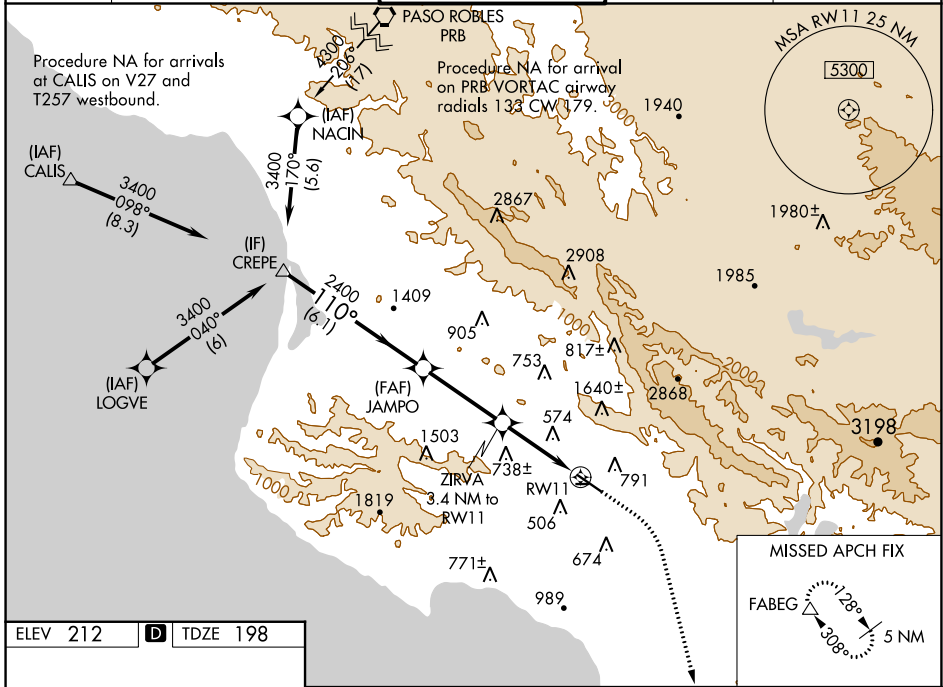 PASO ROBLES
PRB
4300
206°
(17)
MSA RW11 25 NM
5300
Procedure NA for arrivals
at CALIS on V27 and
T257 westbound.
Procedure NA for arrival
on PRB VORTAC airway
radials 133 CW 179.
3000
1940
(IAF)
NACIN
(IAF)
CALIS
3400
098°
(8.3)
3400
170°
(5.6)
2867
1980±
(IF)
CREPE
2908
1985
2400
110°
(6.1)
1409
3400
040°
(6)
905
1000
817±
2000
753
(IAF)
LOGVE
(FAF)
JAMPO
1640±
2868
574
3198
1503
738±
ZIRVA
3.4 NM to
RW11
RW11
791
1000
1819
506
674
771±
989
MISSED APCH FIX
FABEG
128°
308°
5 NM
ELEV 212
D
TDZE 198